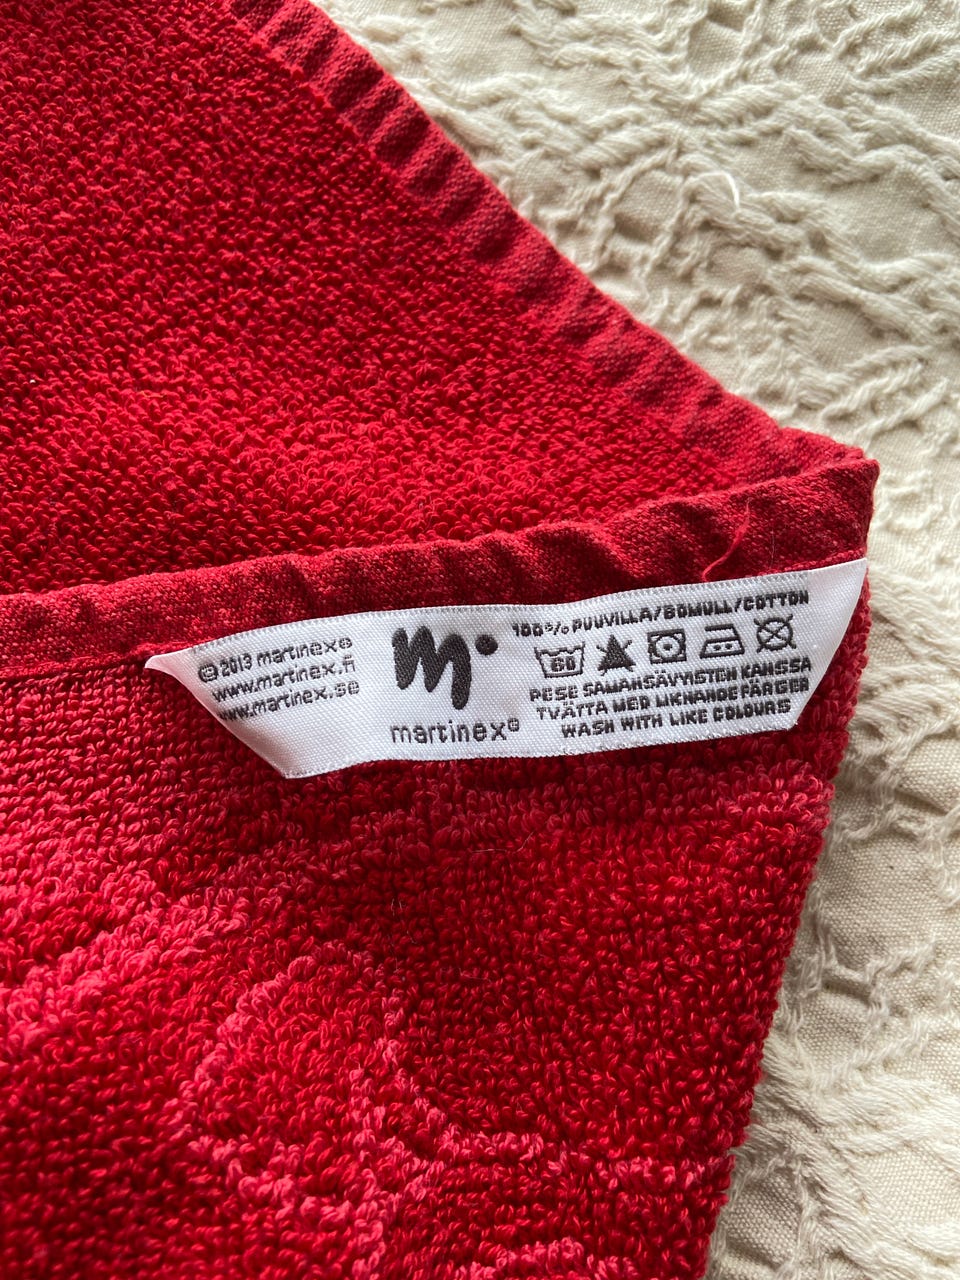 © 2013 martinex®
www.martinex.fi
www.martinex.se
m
martinex®
100% PUUVILLA/BOMULL/COTTON
60
PESE SAMANSÄVYISTEN KANSSA
TVÄTTA MED LIKNANDE FÄRGER
WASH WITH LIKE COLOURS